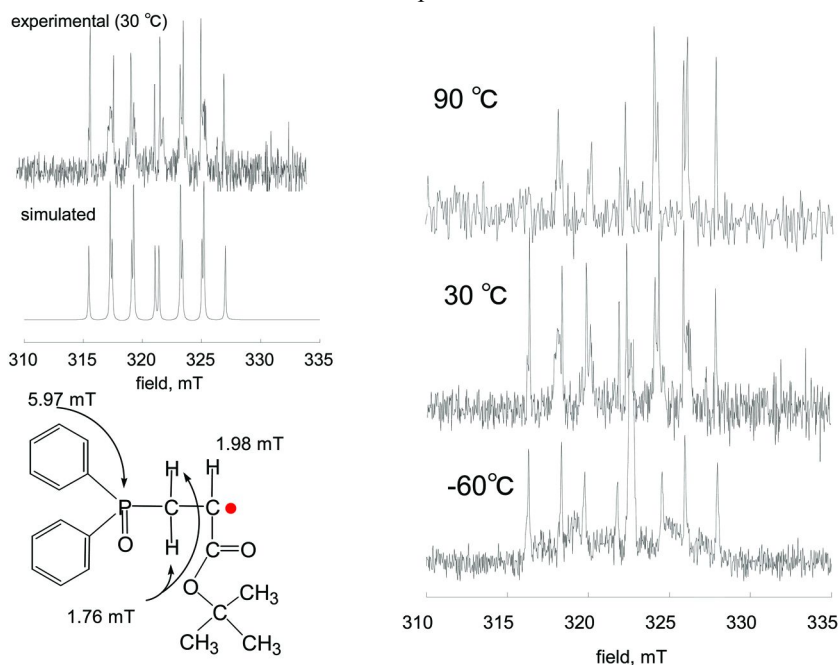 experimental (30 °C)
simulated
310 315 320 325 330 335
field, mT
5.97 mT
1.98 mT
H H
P C C
O H C O
O
1.76 mT
C CH3
CH3 CH3
90 °C
30 °C
-60°C
310 315 320 325 330 335
field, mT